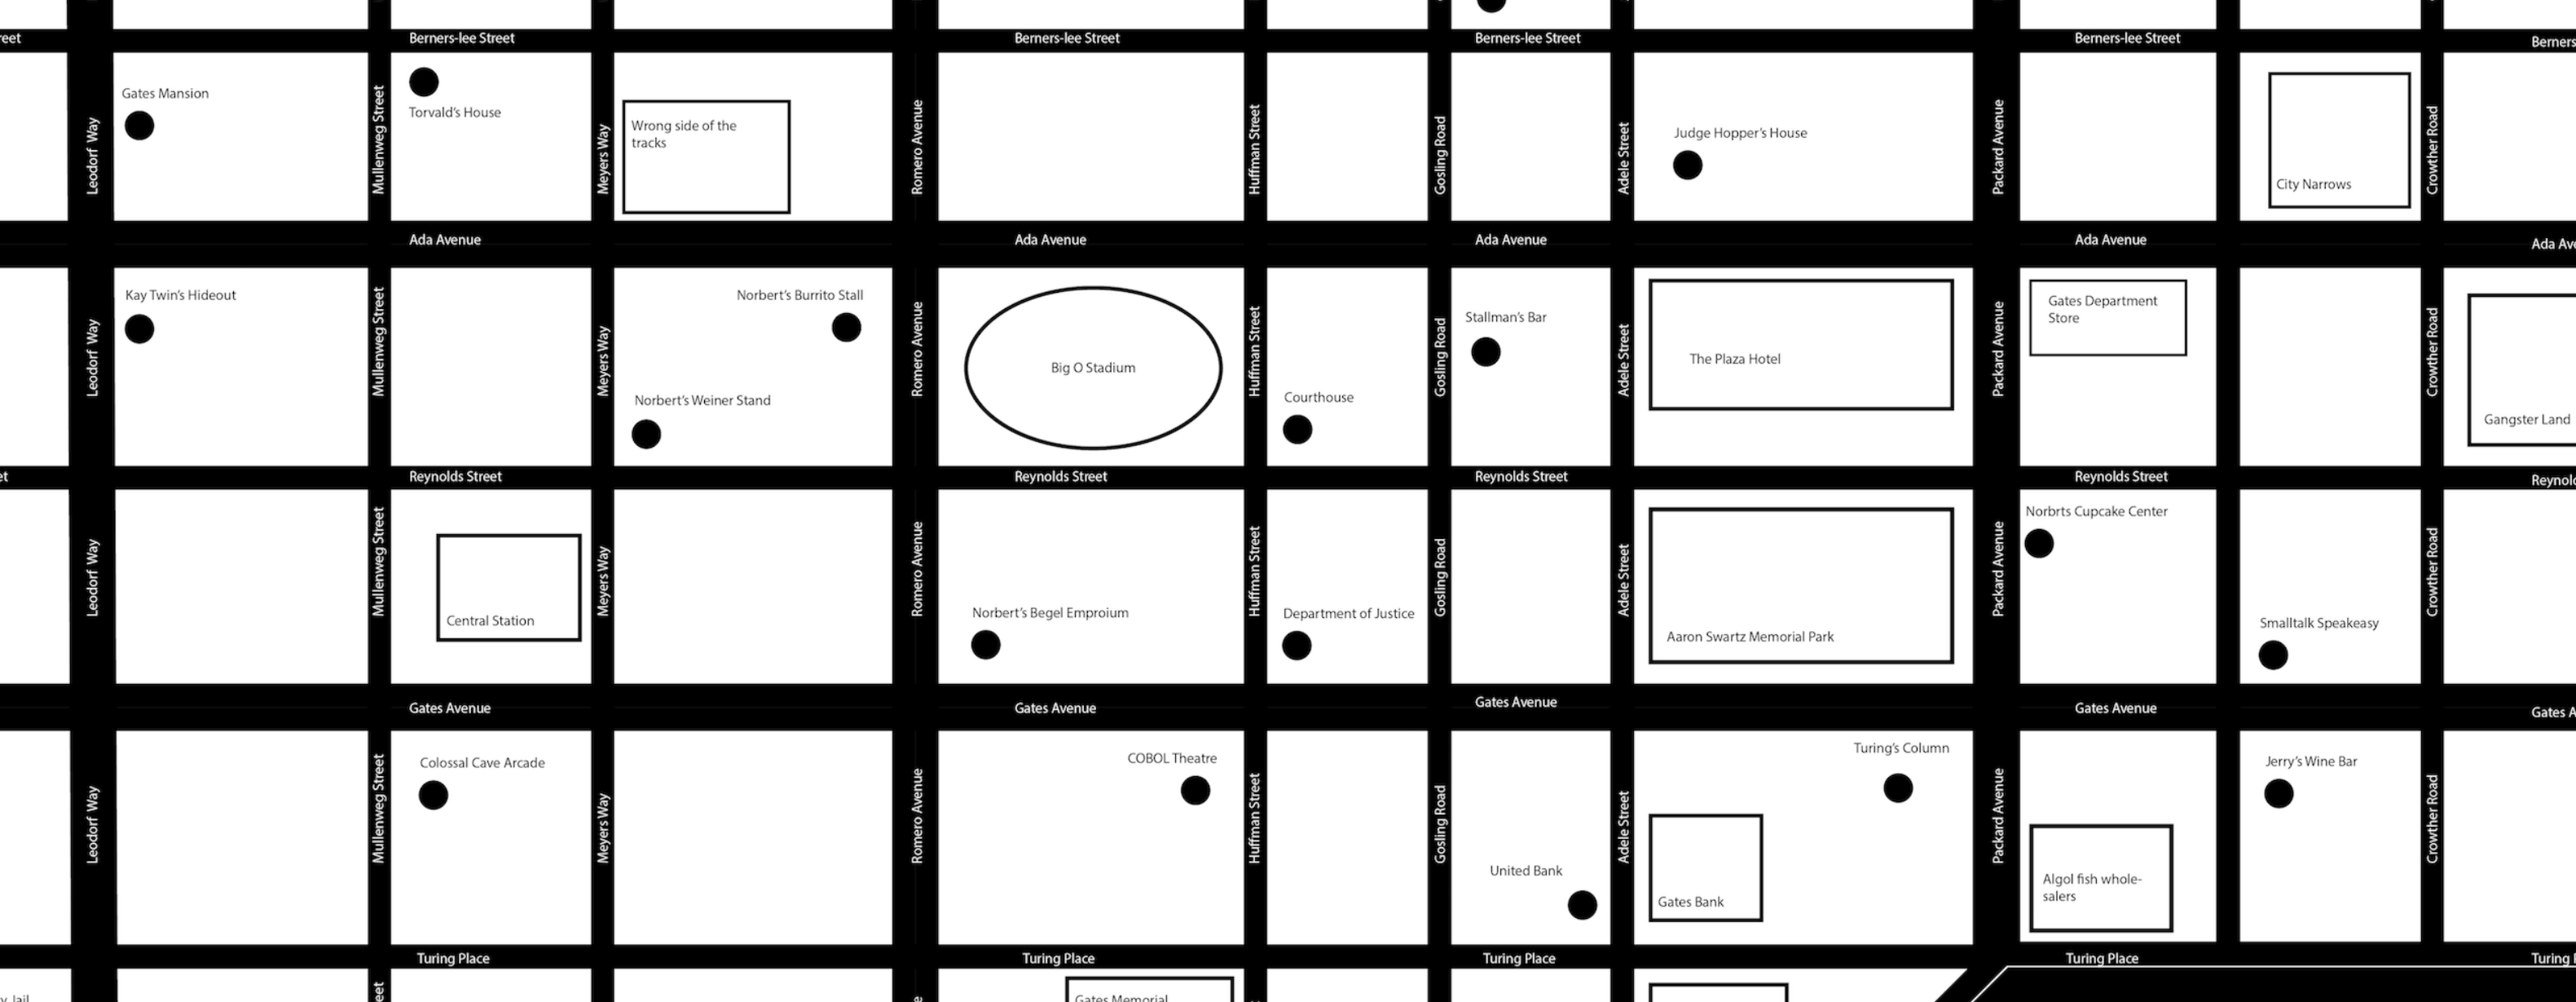 reet
Berners-lee Street
Berners-lee Street
Berners-lee Street
Berners-lee Street
Berners
Gates Mansion
Torvald's House
Wrong side of the
tracks
Judge Hopper's House
City Narrows
Leodorf Way
Mullenweg Street
Meyers Way
Romero Avenue
Huffman Street
Gosling Road
Adele Street
Packard Avenue
Crowther Road
Ada Avenue
Ada Avenue
Ada Avenue
Ada Avenue
Ada Ave
Kay Twin's Hideout
Norbert's Burrito Stall
Norbert's Weiner Stand
Big O Stadium
Courthouse
Stallman's Bar
The Plaza Hotel
Gates Department
Store
Gangster Land
Leodorf Way
Mullenweg Street
Meyers Way
Romero Avenue
Huffman Street
Gosling Road
Adele Street
Packard Avenue
Crowther Road
et
Reynolds Street
Reynolds Street
Reynolds Street
Reynolds Street
Reynol
Central Station
Norbert's Begel Emproium
Department of Justice
Aaron Swartz Memorial Park
Norbrts Cupcake Center
Smalltalk Speakeasy
Leodorf Way
Mullenweg Street
Meyers Way
Romero Avenue
Huffman Street
Gosling Road
Adele Street
Packard Avenue
Crowther Road
Gates Avenue
Gates Avenue
Gates Avenue
Gates Avenue
Gates A
Colossal Cave Arcade
COBOL Theatre
United Bank
Turing's Column
Gates Bank
Algol fish whole-
salers
Jerry's Wine Bar
Leodorf Way
Mullenweg Street
Meyers Way
Romero Avenue
Huffman Street
Gosling Road
Adele Street
Packard Avenue
Crowther Road
Turing Place
Turing Place
Turing Place
Turing Place
Turing
y Jail
eet
Gates Memorial